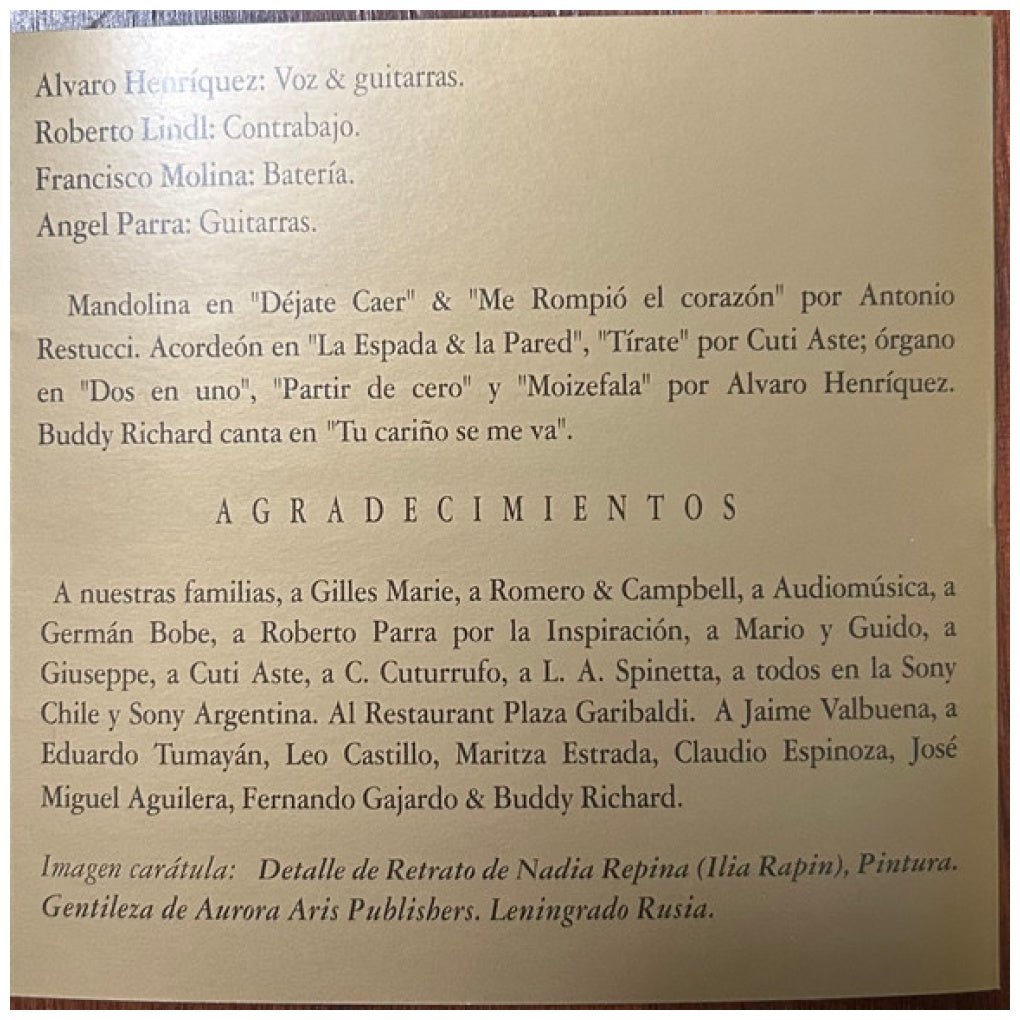 Alvaro Henríquez: Voz & guitarras.
Roberto Lindl: Contrabajo.
Francisco Molina: Batería.
Angel Parra: Guitarras.
Mandolina en "Déjate Caer" & "Me Rompió el corazón" por Antonio
Restucci. Acordeón en "La Espada & la Pared", "Tírate" por Cuti Aste; órgano
en "Dos en uno", "Partir de cero" y "Moizefala" por Alvaro Henríquez.
Buddy Richard canta en "Tu cariño se me va".
AGRADECIMIENTOS
A nuestras familias, a Gilles Marie, a Romero & Campbell, a Audiomúsica, a
Germán Bobe, a Roberto Parra por la Inspiración, a Mario y Guido, a
Giuseppe, a Cuti Aste, a C. Cuturrufo, a L. A. Spinetta, a todos en la Sony
Chile y Sony Argentina. Al Restaurant Plaza Garibaldi. A Jaime Valbuena, a
Eduardo Tumayán, Leo Castillo, Maritza Estrada, Claudio Espinoza, José
Miguel Aguilera, Fernando Gajardo & Buddy Richard.
Imagen carátula: Detalle de Retrato de Nadia Repina (Ilia Rapin), Pintura.
Gentileza de Aurora Aris Publishers. Leningrado Rusia.